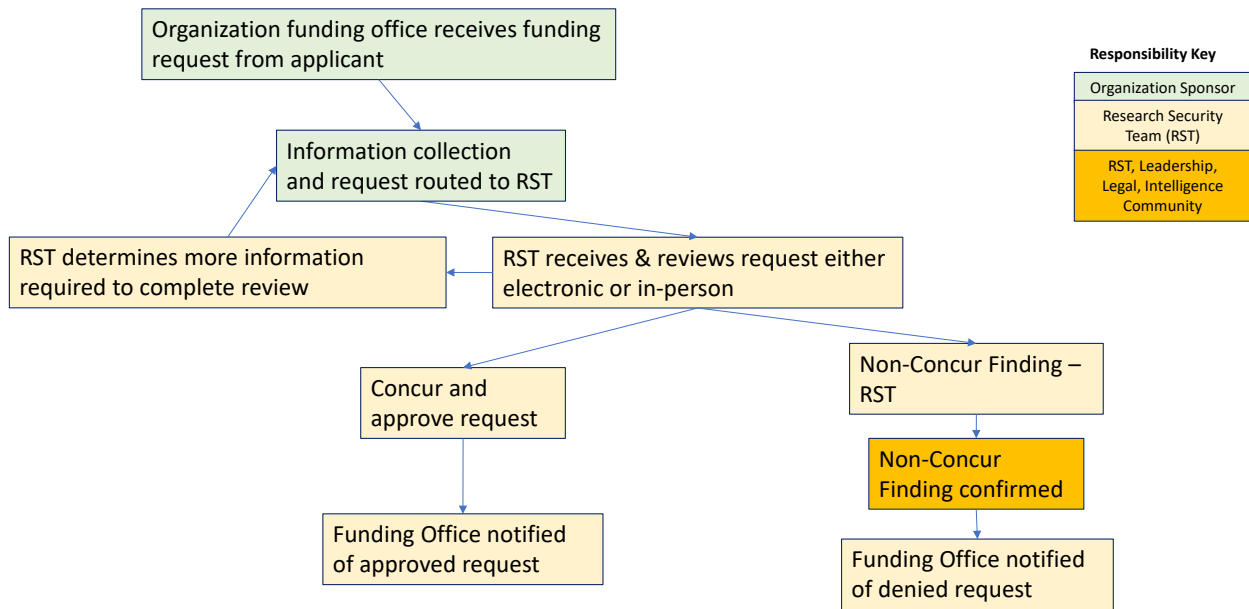 Organization funding office receives funding
request from applicant
Responsibility Key
Organization Sponsor
Research Security
Team (RST)
RST, Leadership,
Legal, Intelligence
Community
Information collection
and request routed to RST
RST determines more information
required to complete review
RST receives & reviews request either
electronic or in-person
Concur and
approve request
Non-Concur Finding –
RST
Non-Concur
Finding confirmed
Funding Office notified
of approved request
Funding Office notified
of denied request